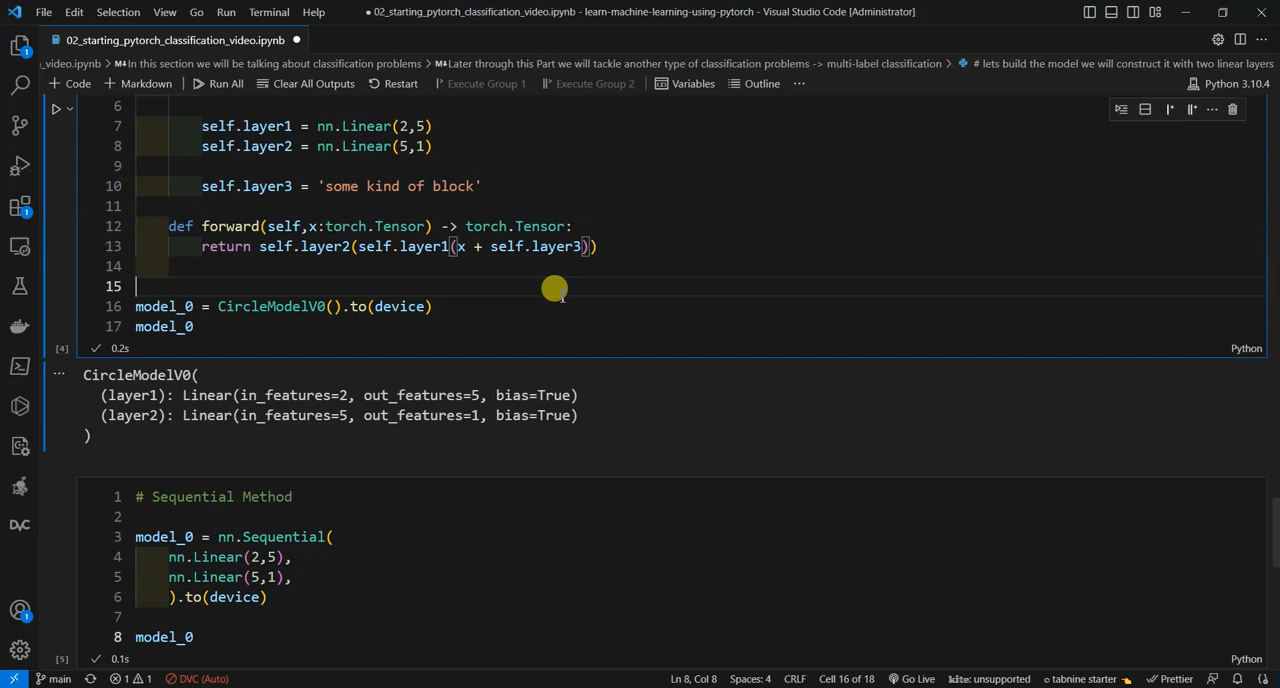 File Edit Selection View Go Run Terminal Help
● 02_starting_pytorch_classification_video.ipynb - learn-machine-learning-using-pytorch - Visual Studio Code [Administrator]
02_starting_pytorch_classification_video.ipynb ●
_video.ipynb > M↓In this section we will be talking about classification problems > M↓Later through this Part we will tackle another type of classification problems -> multi-label classification > # lets build the model we will construct it with two linear layers
+ Code + Markdown Run All Clear All Outputs Restart Execute Group 1 Execute Group 2 Variables Outline ··· Python 3.10.4
6
7 self.layer1 = nn.Linear(2,5)
8 self.layer2 = nn.Linear(5,1)
9
10 self.layer3 = 'some kind of block'
11
12 def forward(self,x:torch.Tensor) -> torch.Tensor:
13 return self.layer2(self.layer1(x + self.layer3))
14
15
16 model_0 = CircleModelV0().to(device)
17 model_0
[4] ✓ 0.2s Python
··· CircleModelV0(
(layer1): Linear(in_features=2, out_features=5, bias=True)
(layer2): Linear(in_features=5, out_features=1, bias=True)
)
1 # Sequential Method
2
3 model_0 = nn.Sequential(
4 nn.Linear(2,5),
5 nn.Linear(5,1),
6 ).to(device)
7
8 model_0
[5] ✓ 0.1s Python
DVC
1
1
1
main 1 1 DVC (Auto) Ln 8, Col 8 Spaces: 4 CRLF Cell 16 of 18 Go Live kite: unsupported tabnine starter Prettier